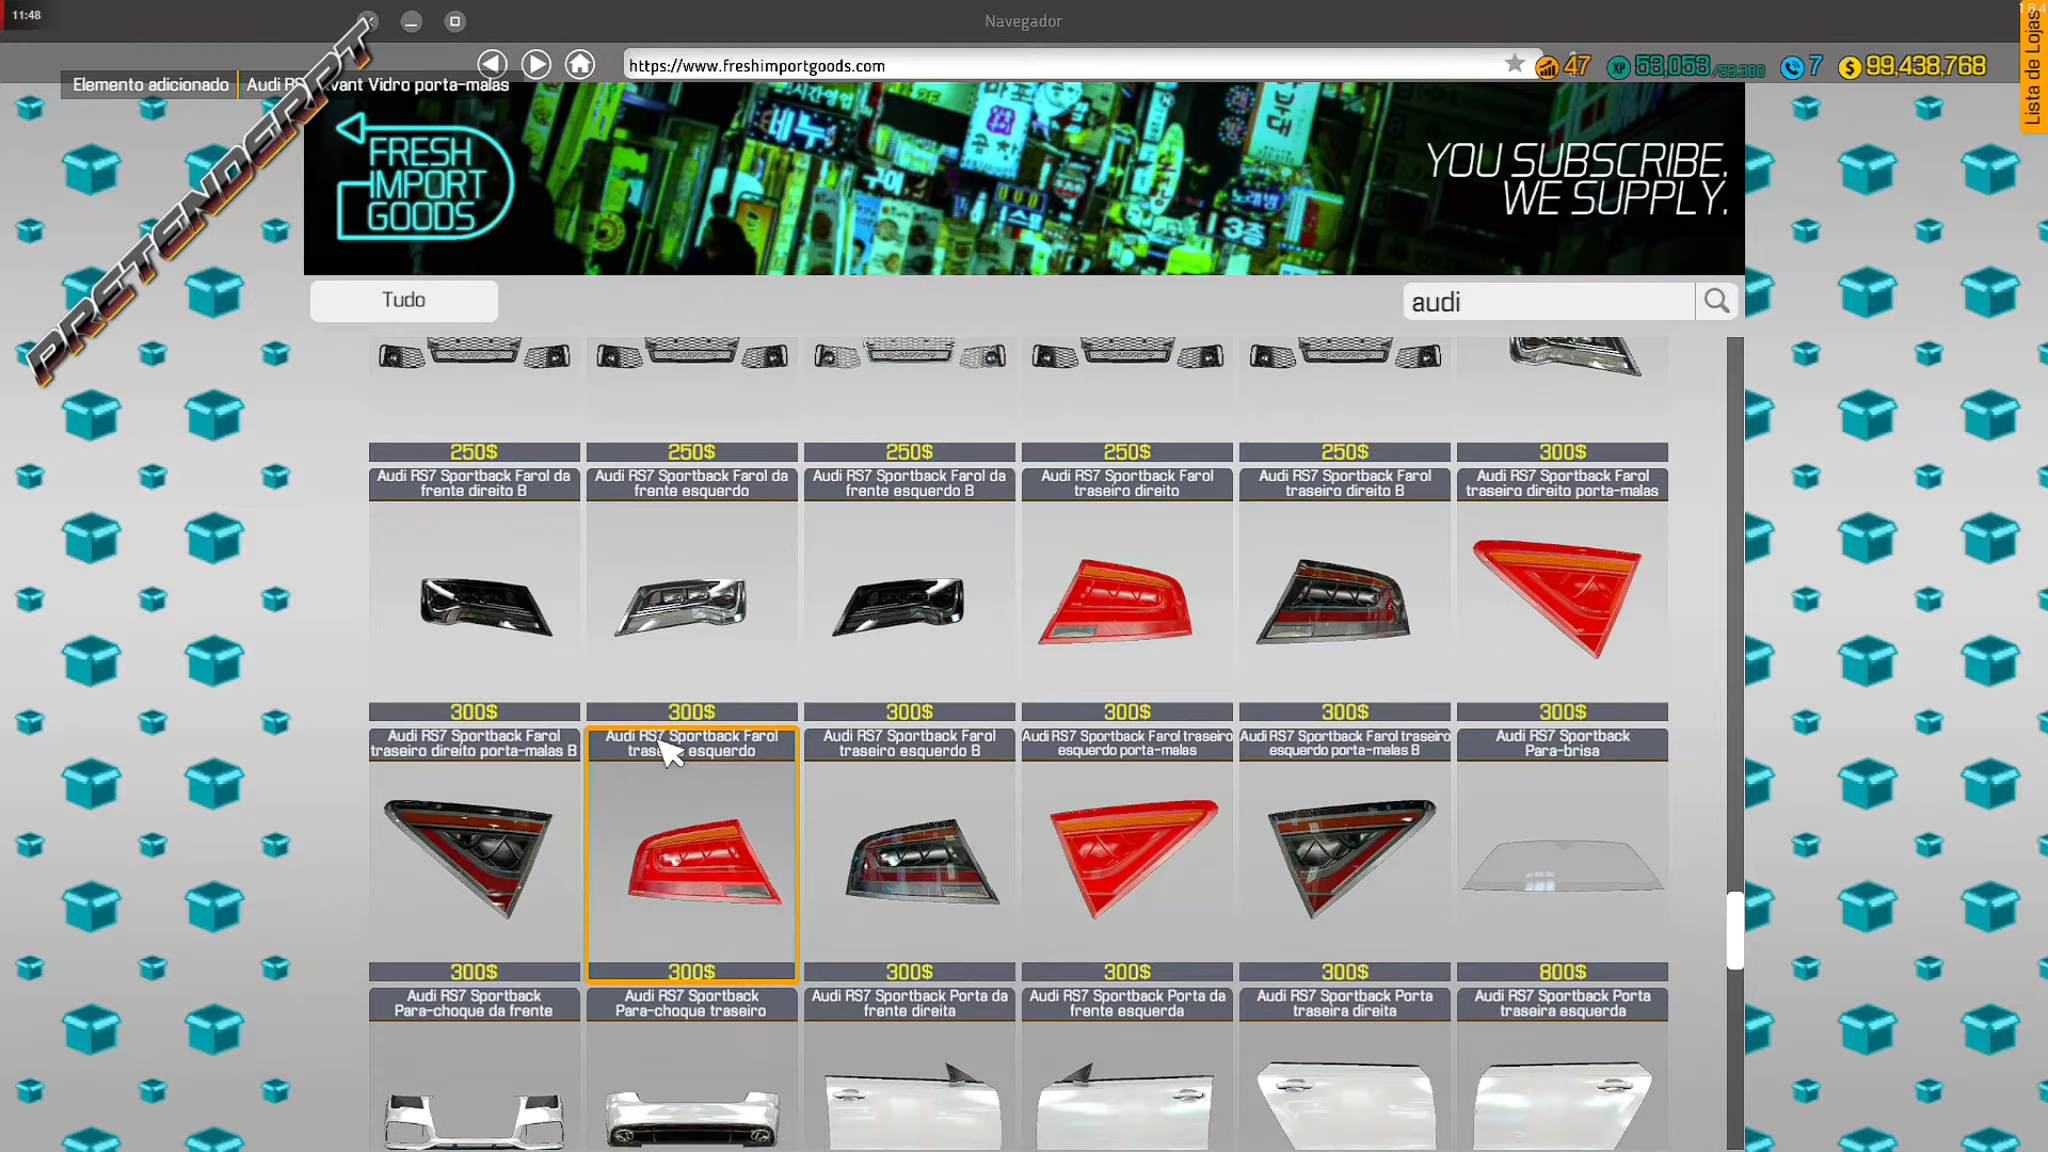 11:48
Navegador
https://www.freshimportgoods.com
47
53,053/53,300
7
99,438,768
Lista de Lojas
Elemento adicionado
vant Vidro porta-malas
PRETENDERPT
FRESH
IMPORT
GOODS
YOU SUBSCRIBE.
WE SUPPLY.
Tudo
audi
250$
250$
250$
250$
250$
300$
Audi RS7 Sportback Farol da
frente direito B
Audi RS7 Sportback Farol da
frente esquerdo
Audi RS7 Sportback Farol da
frente esquerdo B
Audi RS7 Sportback Farol
traseiro direito
Audi RS7 Sportback Farol
traseiro direito B
Audi RS7 Sportback Farol
traseiro direito porta-malas
300$
300$
300$
300$
300$
300$
Audi RS7 Sportback Farol
traseiro direito porta-malas B
Audi RS7 Sportback Farol
esquerdo
Audi RS7 Sportback Farol
traseiro esquerdo B
Audi RS7 Sportback Farol traseiro
esquerdo porta-malas
Audi RS7 Sportback Farol traseiro
esquerdo porta-malas B
Audi RS7 Sportback
Para-brisa
300$
300$
300$
300$
300$
800$
Audi RS7 Sportback
Para-choque da frente
Audi RS7 Sportback
Para-choque traseiro
Audi RS7 Sportback Porta da
frente direita
Audi RS7 Sportback Porta da
frente esquerda
Audi RS7 Sportback Porta
traseira direita
Audi RS7 Sportback Porta
traseira esquerda